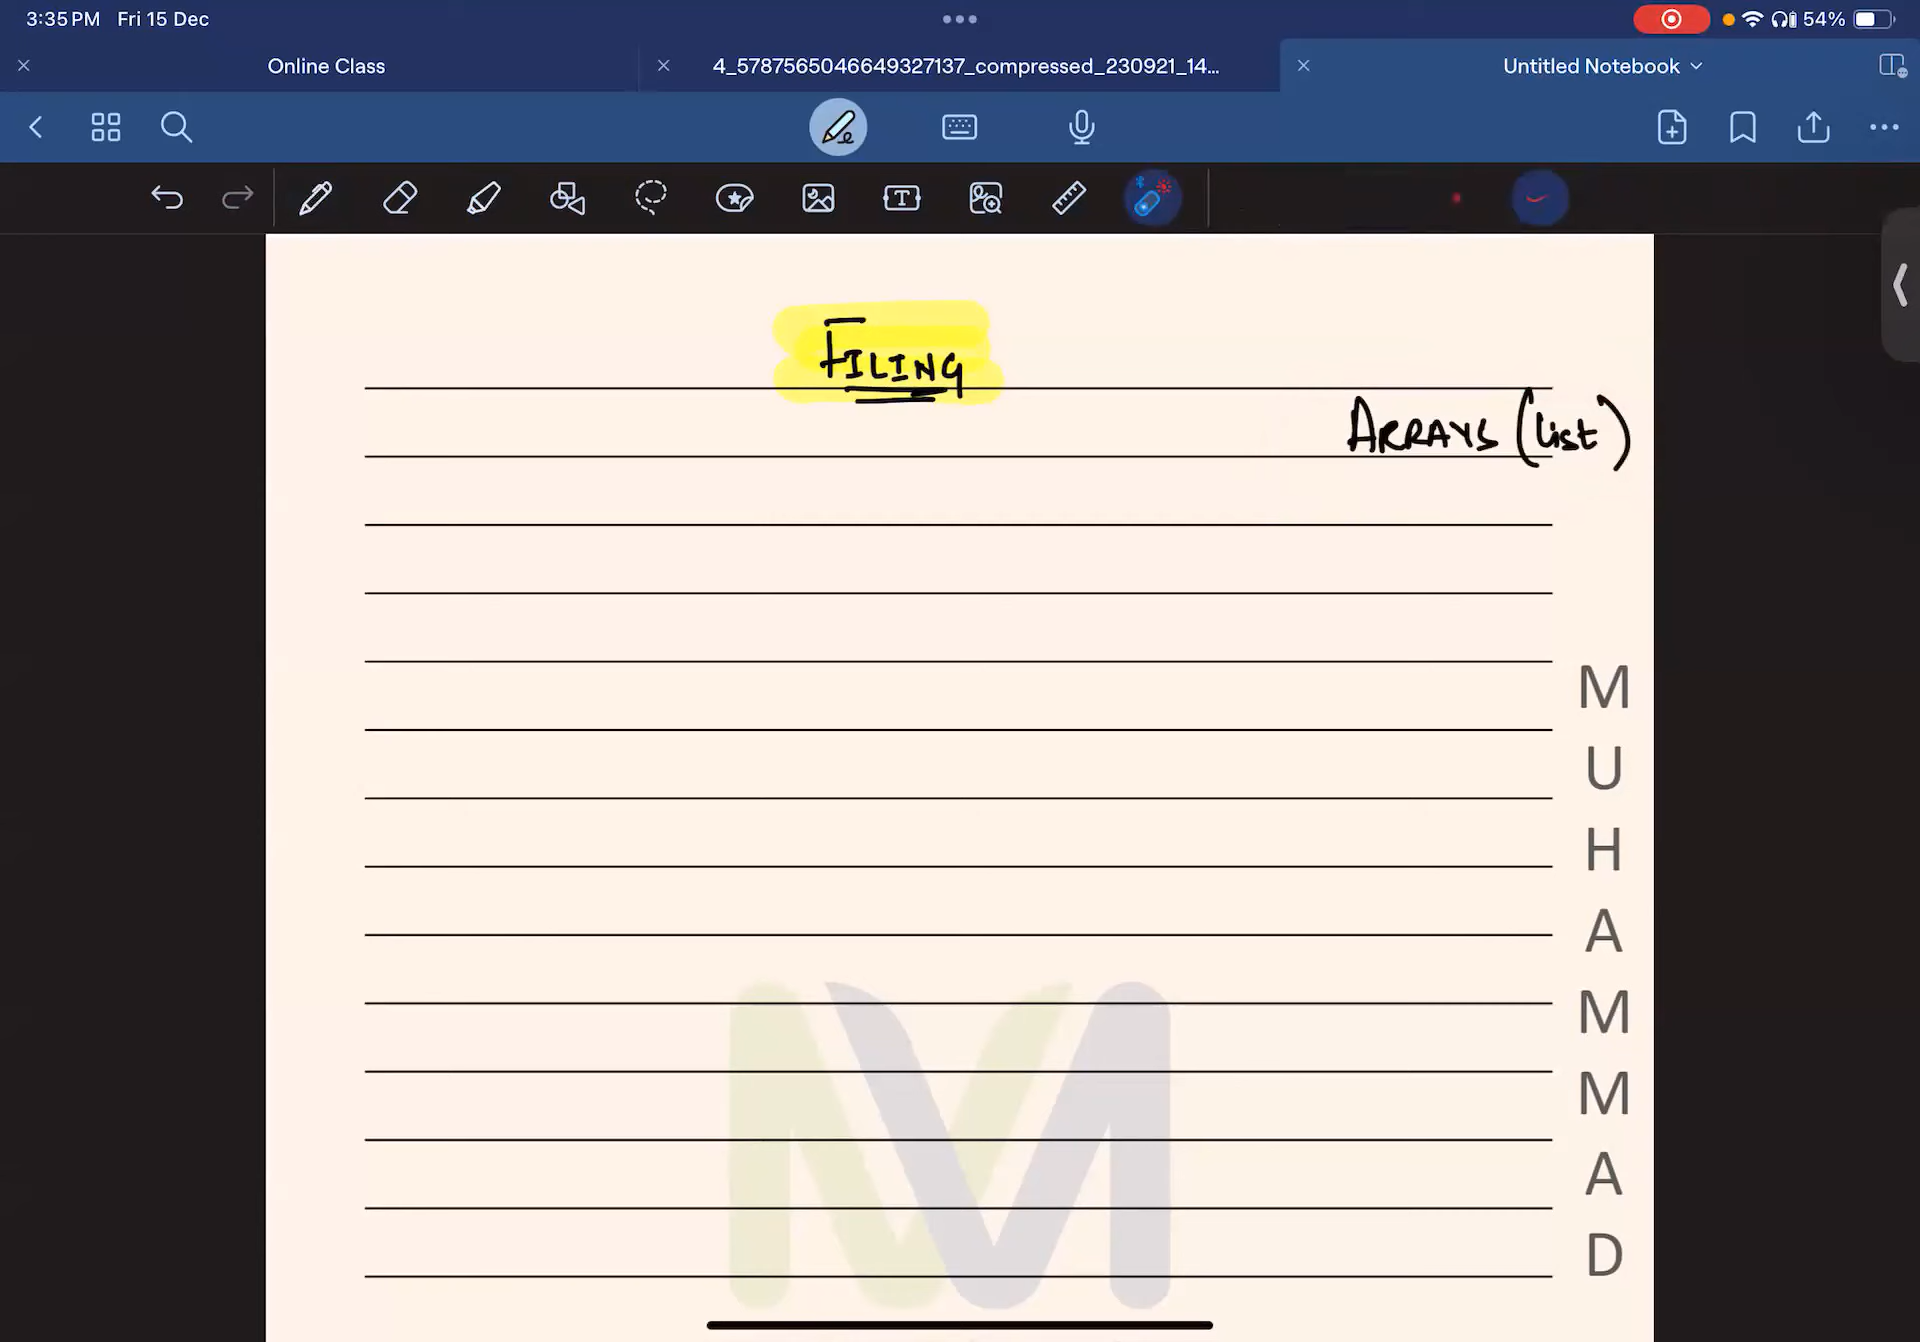 3:35 PM Fri 15 Dec
54%
Online Class
4_5787565046649327137_compressed_230921_14...
Untitled Notebook
FILING
ARRAYS (list)
M
U
H
A
M
M
A
D